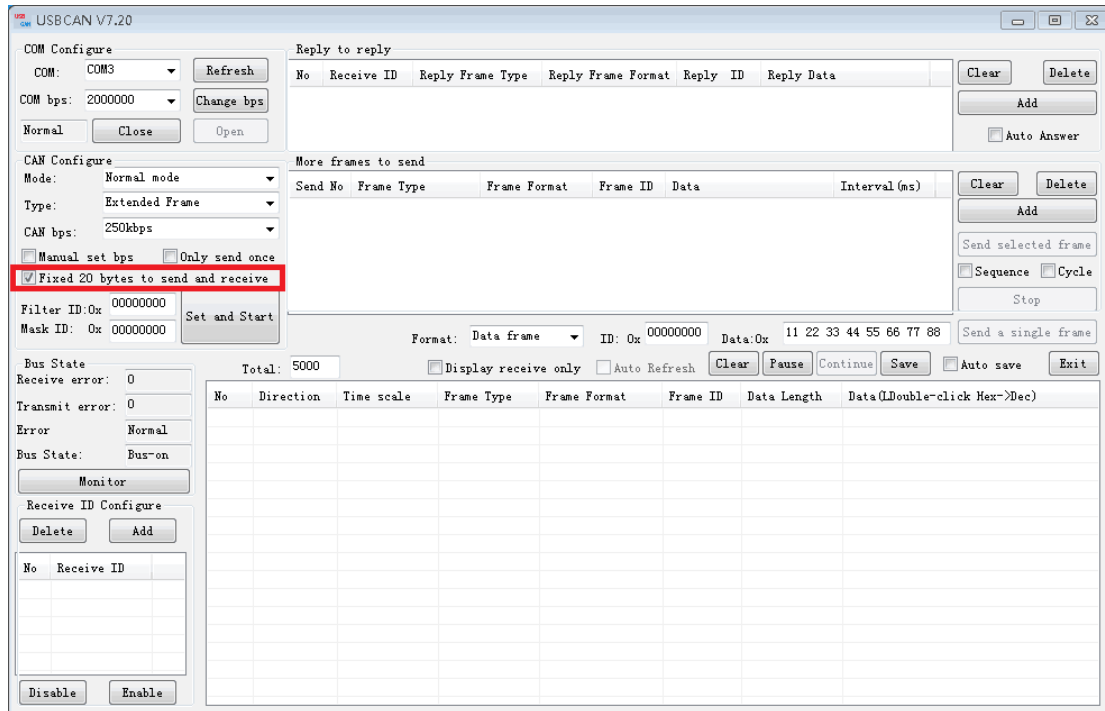 USB CAN USBCAN V7.20
COM Configure
COM: COM3 Refresh
COM bps: 2000000 Change bps
Normal Close Open
Reply to reply
No Receive ID Reply Frame Type Reply Frame Format Reply ID Reply Data
Clear Delete
Add
Auto Answer
CAN Configure
Mode: Normal mode
Type: Extended Frame
CAN bps: 250kbps
Manual set bps Only send once
Fixed 20 bytes to send and receive
Filter ID:0x 00000000
Mask ID: 0x 00000000
Set and Start
More frames to send
Send No Frame Type Frame Format Frame ID Data Interval(ms)
Clear Delete
Add
Send selected frame
Sequence Cycle
Stop
Format: Data frame ID: 0x 00000000 Data:0x 11 22 33 44 55 66 77 88 Send a single frame
Total: 5000 Display receive only Auto Refresh Clear Pause Continue Save Auto save Exit
Bus State
Receive error: 0
Transmit error: 0
Error Normal
Bus State: Bus-on
Monitor
No Direction Time scale Frame Type Frame Format Frame ID Data Length Data(LDouble-click Hex->Dec)
Receive ID Configure
Delete Add
No Receive ID
Disable Enable